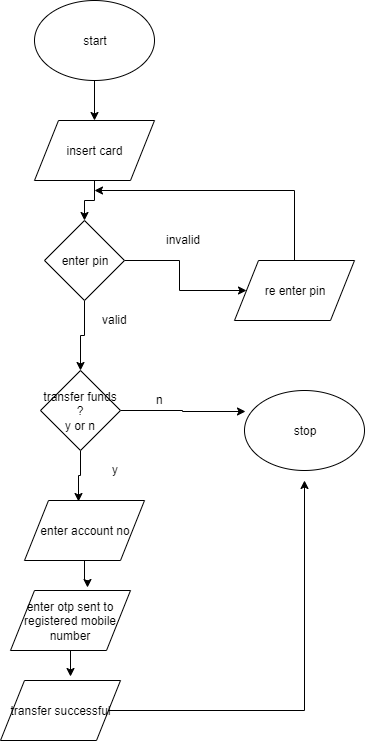 start
insert card
invalid
enter pin
re enter pin
valid
transfer funds
?
y or n
n
stop
y
enter account no
enter otp sent to
registered mobile
number
transfer successful